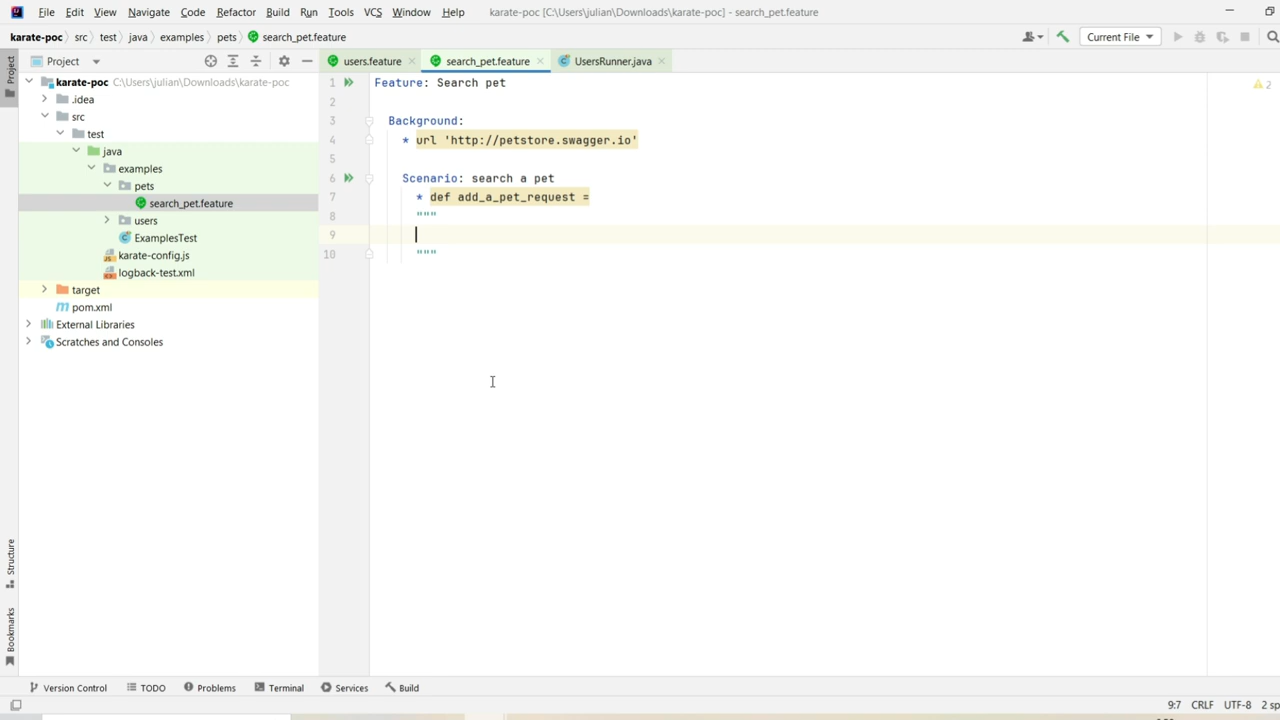 File Edit View Navigate Code Refactor Build Run Tools VCS Window Help karate-poc [C:\Users\julian\Downloads\karate-poc] - search_pet.feature
karate-poc src test java examples pets search_pet.feature Current File
Project users.feature search_pet.feature UsersRunner.java
Project
karate-poc C:\Users\julian\Downloads\karate-poc
.idea
src
test
java
examples
pets
search_pet.feature
users
ExamplesTest
karate-config.js
logback-test.xml
target
pom.xml
External Libraries
Scratches and Consoles
1 Feature: Search pet
2
3 Background:
4 * url 'http://petstore.swagger.io'
5
6 Scenario: search a pet
7 * def add_a_pet_request =
8 """
9
10 """
2
Structure
Bookmarks
Version Control TODO Problems Terminal Services Build
9:7 CRLF UTF-8 2 sp